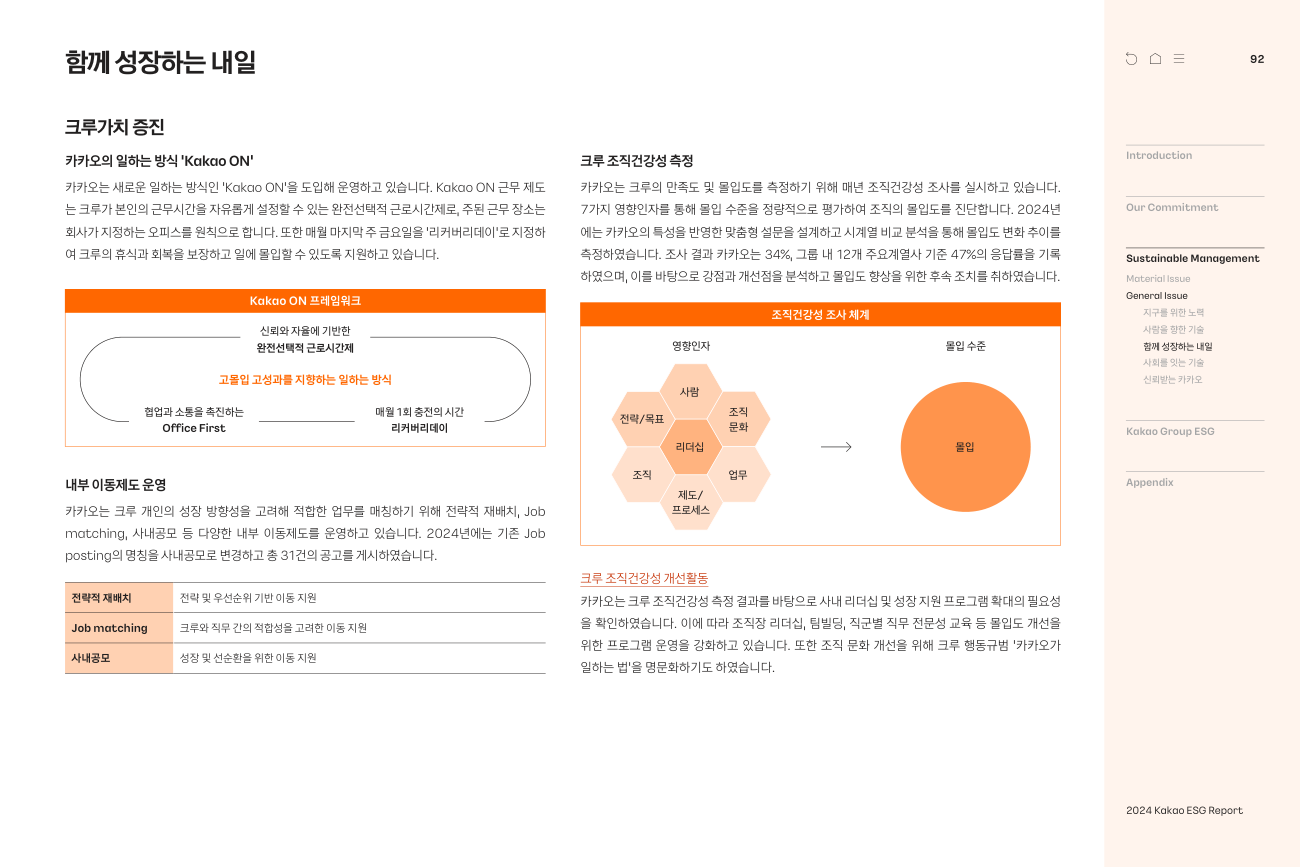 함께 성장하는 내일
크루가치 증진
카카오의 일하는 방식 'Kakao ON'
카카오는 새로운 일하는 방식인 'Kakao ON'을 도입해 운영하고 있습니다. Kakao ON 근무 제도
는 크루가 본인의 근무시간을 자유롭게 설정할 수 있는 완전선택적 근로시간제로, 주된 근무 장소는
회사가 지정하는 오피스를 원칙으로 합니다. 또한 매월 마지막 주 금요일을 '리커버리데이'로 지정하
여 크루의 휴식과 회복을 보장하고 일에 몰입할 수 있도록 지원하고 있습니다.
Kakao ON 프레임워크
신뢰와 자율에 기반한
완전선택적 근로시간제
고몰입 고성과를 지향하는 일하는 방식
협업과 소통을 촉진하는
Office First
매월 1회 충전의 시간
리커버리데이
내부 이동제도 운영
카카오는 크루 개인의 성장 방향성을 고려해 적합한 업무를 매칭하기 위해 전략적 재배치, Job
matching, 사내공모 등 다양한 내부 이동제도를 운영하고 있습니다. 2024년에는 기존 Job
posting의 명칭을 사내공모로 변경하고 총 31건의 공고를 게시하였습니다.
전략적 재배치 전략 및 우선순위 기반 이동 지원
Job matching 크루와 직무 간의 적합성을 고려한 이동 지원
사내공모 성장 및 선순환을 위한 이동 지원
크루 조직건강성 측정
카카오는 크루의 만족도 및 몰입도를 측정하기 위해 매년 조직건강성 조사를 실시하고 있습니다.
7가지 영향인자를 통해 몰입 수준을 정량적으로 평가하여 조직의 몰입도를 진단합니다. 2024년
에는 카카오의 특성을 반영한 맞춤형 설문을 설계하고 시계열 비교 분석을 통해 몰입도 변화 추이를
측정하였습니다. 조사 결과 카카오는 34%, 그룹 내 12개 주요계열사 기준 47%의 응답률을 기록
하였으며, 이를 바탕으로 강점과 개선점을 분석하고 몰입도 향상을 위한 후속 조치를 취하였습니다.
조직건강성 조사 체계
영향인자
몰입 수준
사람
전략/목표
조직
문화
리더십
조직
업무
제도/
프로세스
몰입
크루 조직건강성 개선활동
카카오는 크루 조직건강성 측정 결과를 바탕으로 사내 리더십 및 성장 지원 프로그램 확대의 필요성
을 확인하였습니다. 이에 따라 조직장 리더십, 팀빌딩, 직군별 직무 전문성 교육 등 몰입도 개선을
위한 프로그램 운영을 강화하고 있습니다. 또한 조직 문화 개선을 위해 크루 행동규범 '카카오가
일하는 법'을 명문화하기도 하였습니다.
92
Introduction
Our Commitment
Sustainable Management
Material Issue
General Issue
지구를 위한 노력
사람을 향한 기술
함께 성장하는 내일
사회를 잇는 기술
신뢰받는 카카오
Kakao Group ESG
Appendix
2024 Kakao ESG Report